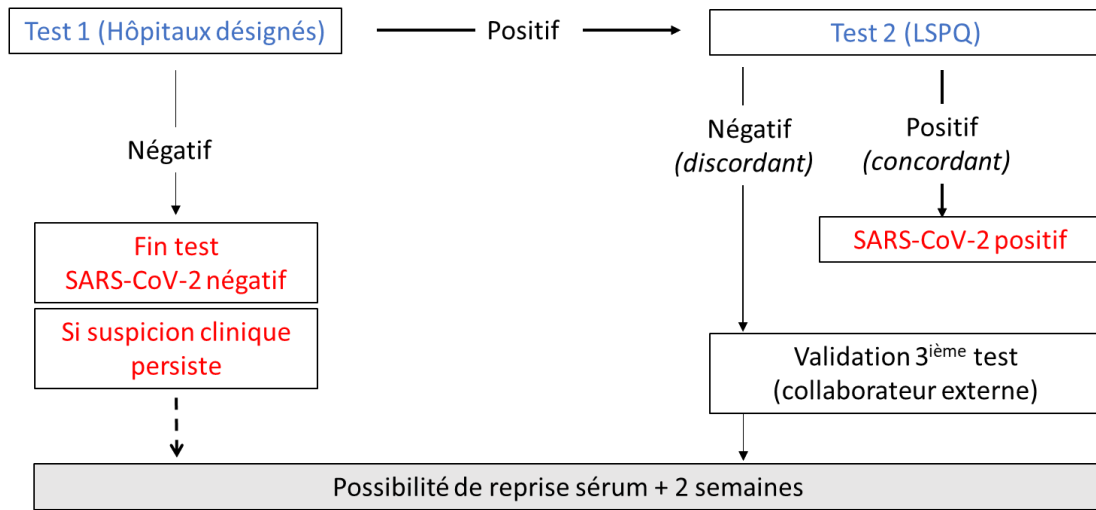 Test 1 (Hôpitaux désignés)
Positif
Test 2 (LSPQ)
Négatif
Négatif
(discordant)
Positif
(concordant)
Fin test
SARS-CoV-2 négatif
SARS-CoV-2 positif
Si suspicion clinique
persiste
Validation 3ième test
(collaborateur externe)
Possibilité de reprise sérum + 2 semaines